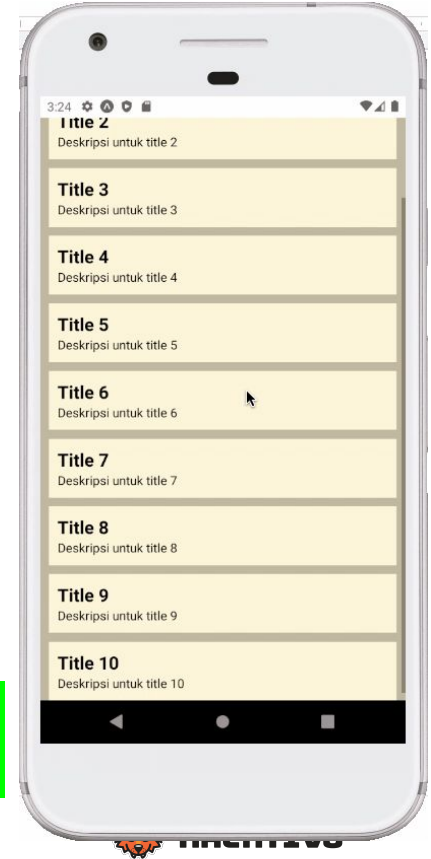 3:24
Title 2
Deskripsi untuk title 2
Title 3
Deskripsi untuk title 3
Title 4
Deskripsi untuk title 4
Title 5
Deskripsi untuk title 5
Title 6
Deskripsi untuk title 6
Title 7
Deskripsi untuk title 7
Title 8
Deskripsi untuk title 8
Title 9
Deskripsi untuk title 9
Title 10
Deskripsi untuk title 10